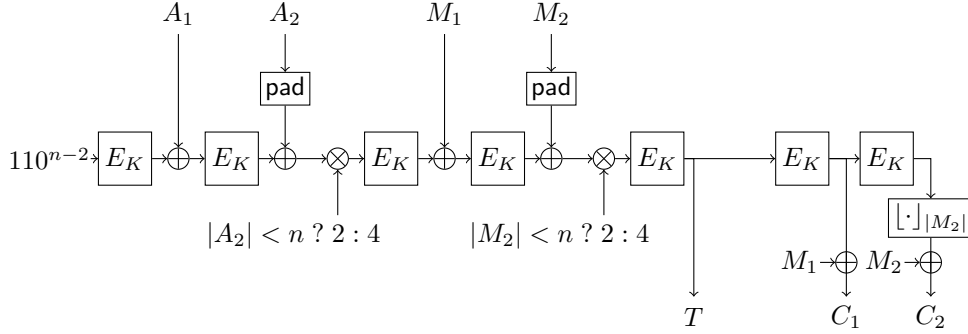 A₁ A₂ M₁ M₂
pad pad
110ⁿ⁻² E_K E_K E_K E_K E_K E_K E_K
|A₂| < n ? 2 : 4 |M₂| < n ? 2 : 4 ⌊·⌋|M₂|
M₁ M₂
T C₁ C₂